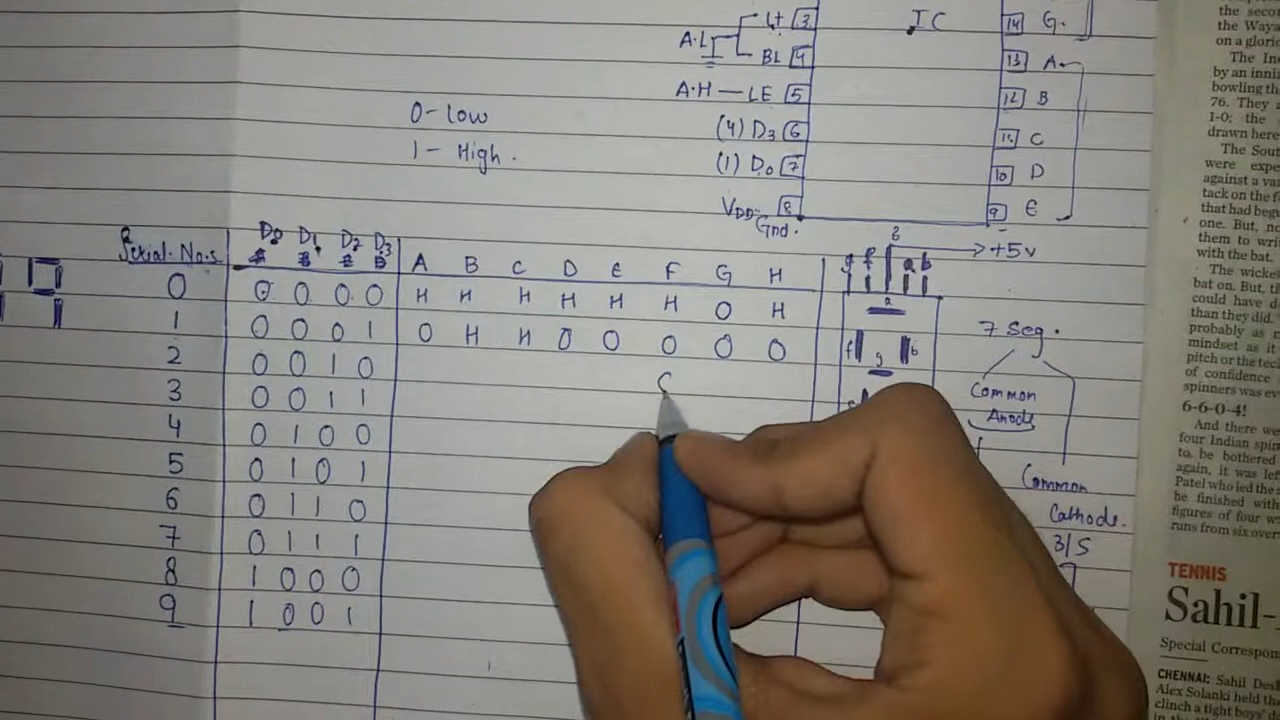 Lt 3
IC
14 G.
A.L
BL 4
13 A
A.H — LE 5
12 B
0 - Low
(4) D3 6
11 C
1 - High .
(1) D0 7
10 D
VDD- 8
9 E
Gnd.
Serial. No.s D0 D1 D2 D3 A B C D E F G H
+5v
0 0 0 0 0 H H H H H H 0 H
1 0 0 0 1 0 H H 0 0 0 0 0
2 0 0 1 0
3 0 0 1 1
4 0 1 0 0
5 0 1 0 1
6 0 1 1 0
7 0 1 1 1
8 1 0 0 0
9 1 0 0 1
g f a b
a
f g b
7 Seg.
Common
Anode
Common
Cathode.
3/5
the secon
the Waya
on a glorio
The In
by an innin
bowling th
76. They
1-0; the
drawn here
The Sout
were expe
against a va
tack on the f
that had beg
one. But, no
them to wri
with the bat.
The wicke
bat on. But, t
could have d
than they did.
probably as
mindset as it
pitch or the tec
of confidence
spinners was ev
6-6-0-4!
And there we
four Indian spin
to be bothered
again, it was lef
Patel who led the
he finished with
figures of four w
runs from six over
TENNIS
Sahil-
Special Correspon
CHENNAI: Sahil Des
Alex Solanki held th
clinch a tight boys' d